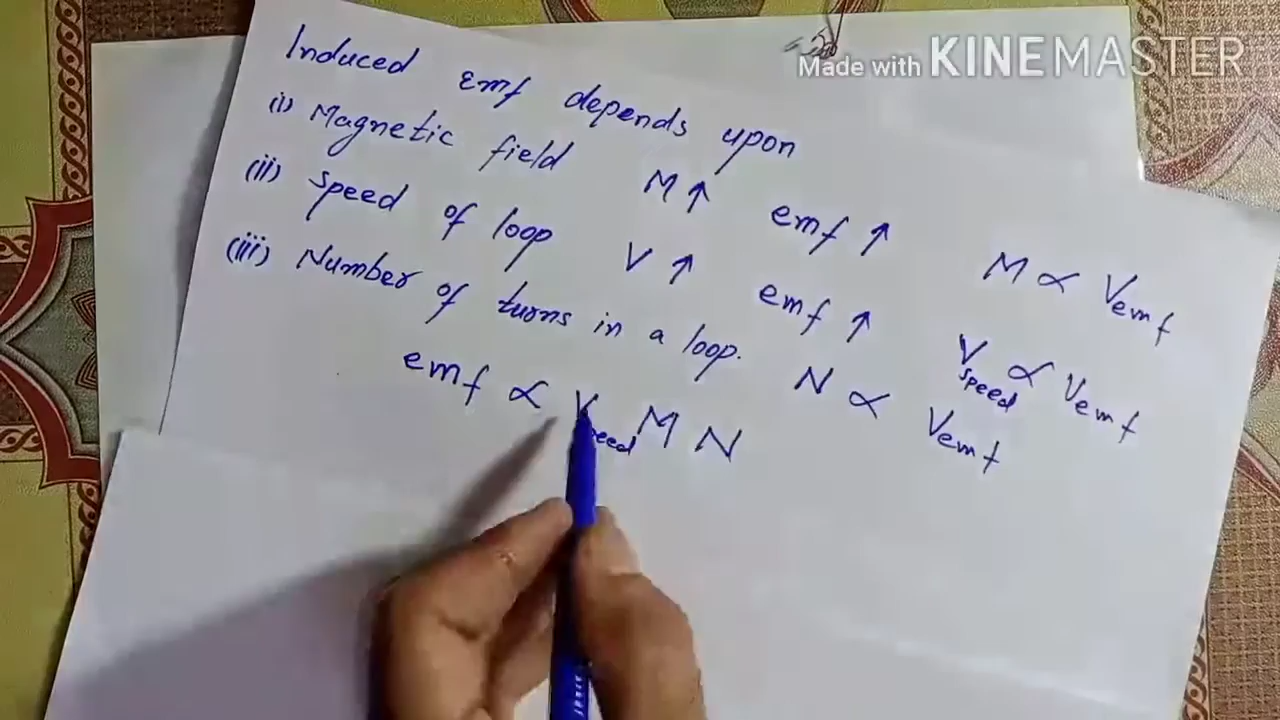 Made with KINEMASTER
Induced Emf depends upon
(i) Magnetic field M↑ emf ↑ M ∝ Vemf
(ii) Speed of loop V ↑ emf ↑ Vspeed ∝ Vemf
(iii) Number of turns in a loop. N ∝ Vemf
emf ∝ Vspeed M N